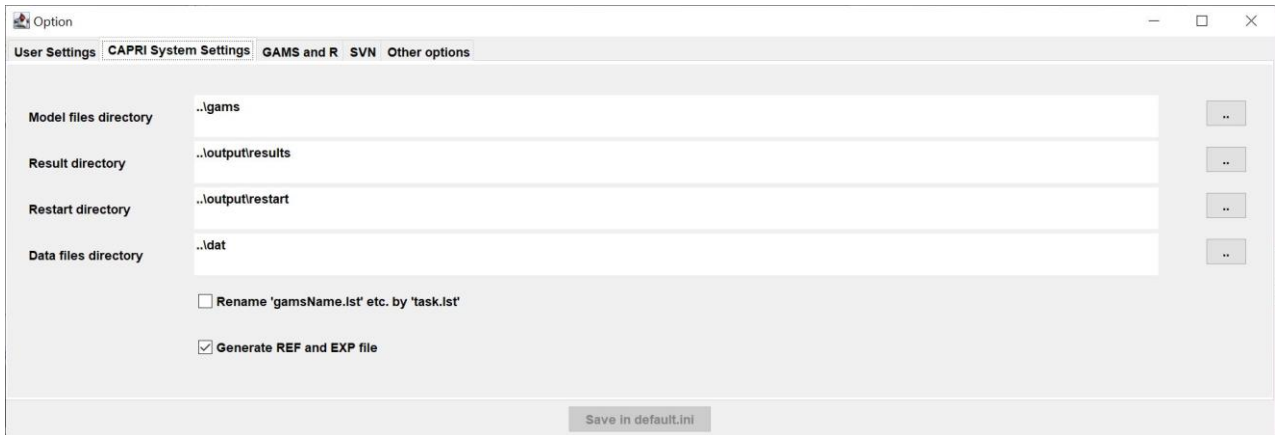 Option
User Settings CAPRI System Settings GAMS and R SVN Other options
Model files directory ..\gams ..
Result directory ..\output\results ..
Restart directory ..\output\restart ..
Data files directory ..\dat ..
Rename 'gamsName.lst' etc. by 'task.lst'
Generate REF and EXP file
Save in default.ini